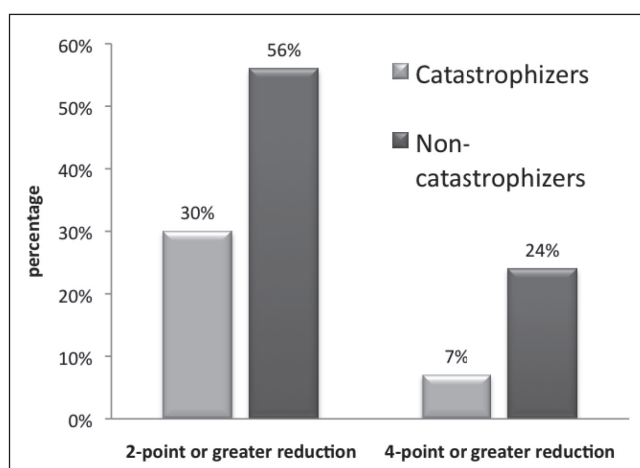 60%
50%
40%
30%
20%
10%
0%
percentage
30%
56%
7%
24%
Catastrophizers
Non-
catastrophizers
2-point or greater reduction
4-point or greater reduction